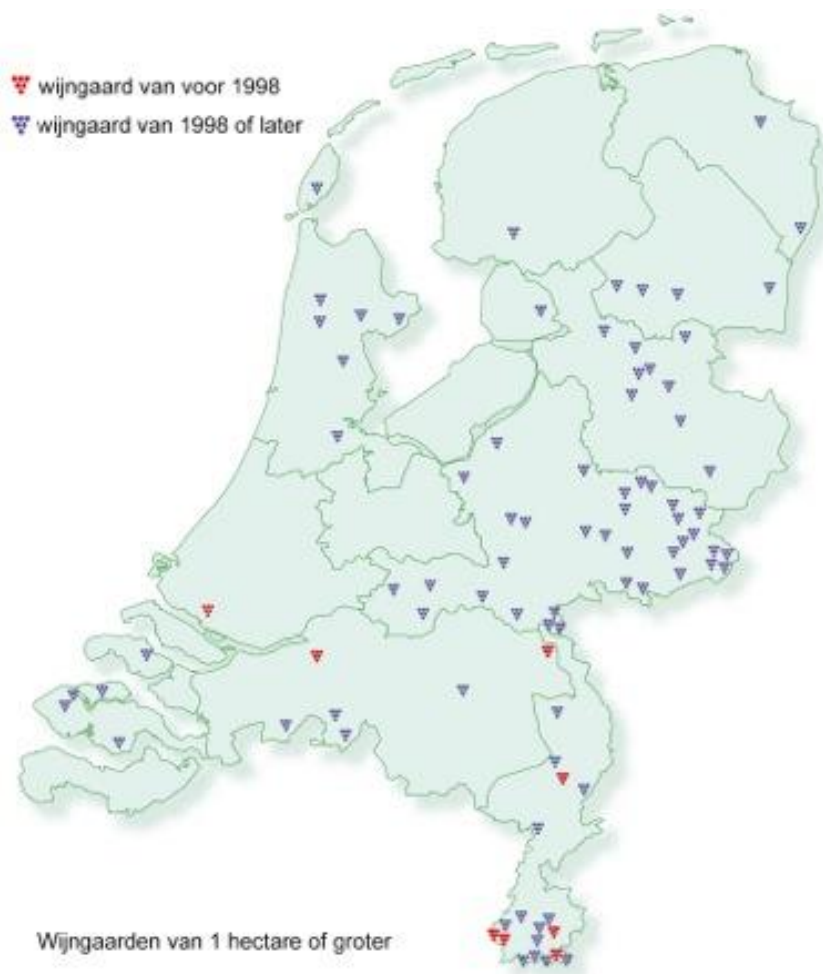 wijngaard van voor 1998
wijngaard van 1998 of later
Wijngaarden van 1 hectare of groter